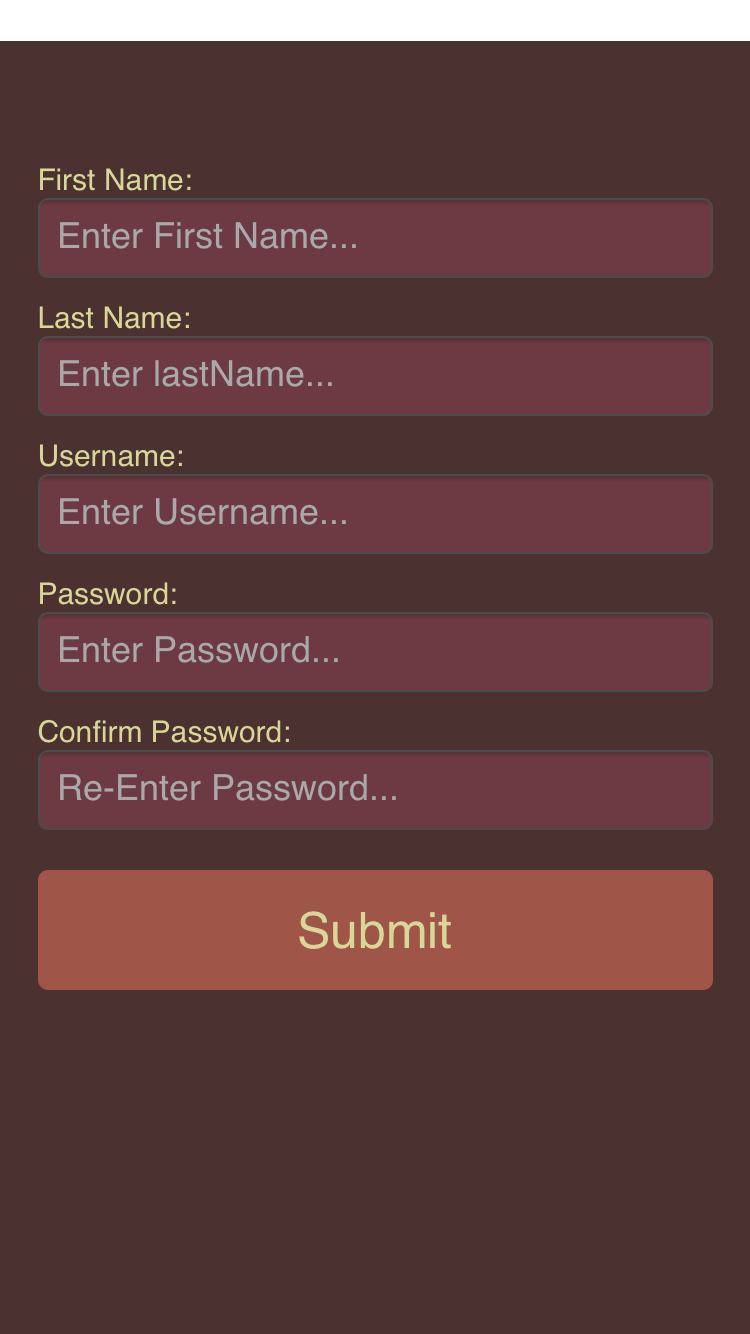 First Name:
Enter First Name...
Last Name:
Enter lastName...
Username:
Enter Username...
Password:
Enter Password...
Confirm Password:
Re-Enter Password...
Submit